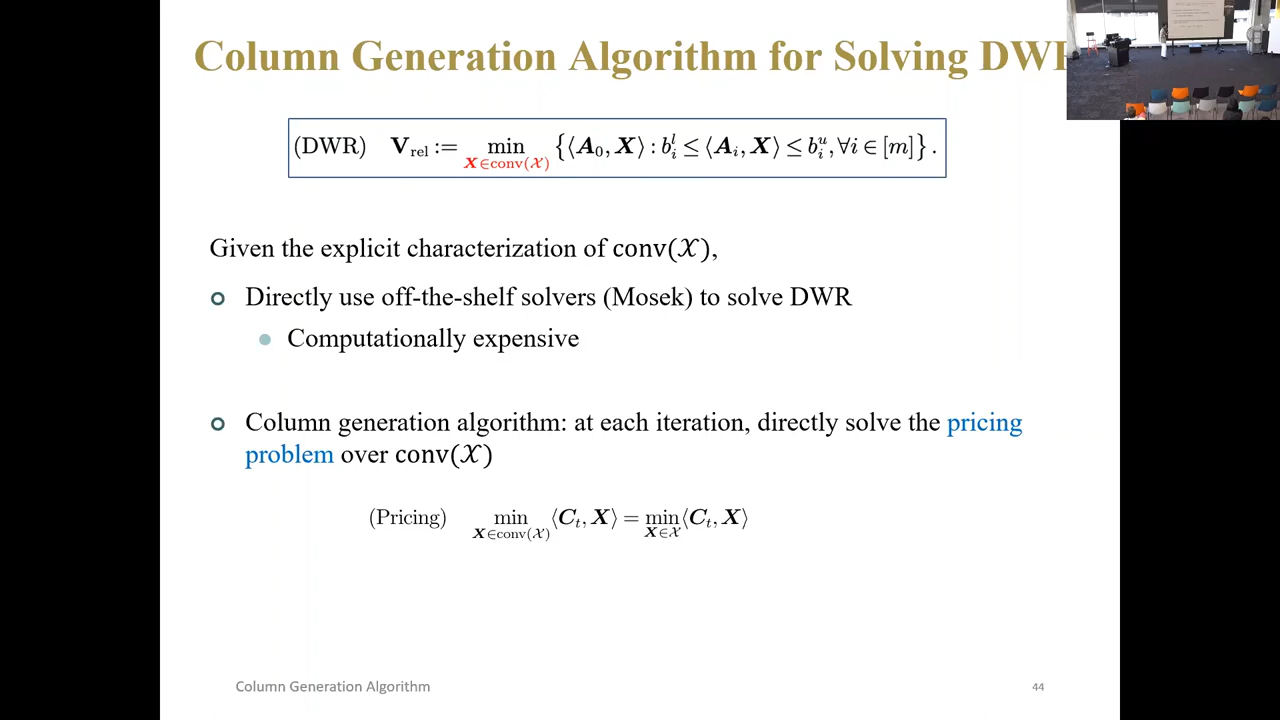 Column Generation Algorithm for Solving DWR
(DWR) V_rel := min_{X∈conv(𝒳)} {⟨A_0, X⟩ : b_i^l ≤ ⟨A_i, X⟩ ≤ b_i^u, ∀i ∈ [m]}.
Given the explicit characterization of conv(𝒳),
Directly use off-the-shelf solvers (Mosek) to solve DWR
Computationally expensive
Column generation algorithm: at each iteration, directly solve the pricing
problem over conv(𝒳)
(Pricing) min_{X∈conv(𝒳)} ⟨C_t, X⟩ = min_{X∈𝒳} ⟨C_t, X⟩
Column Generation Algorithm
44